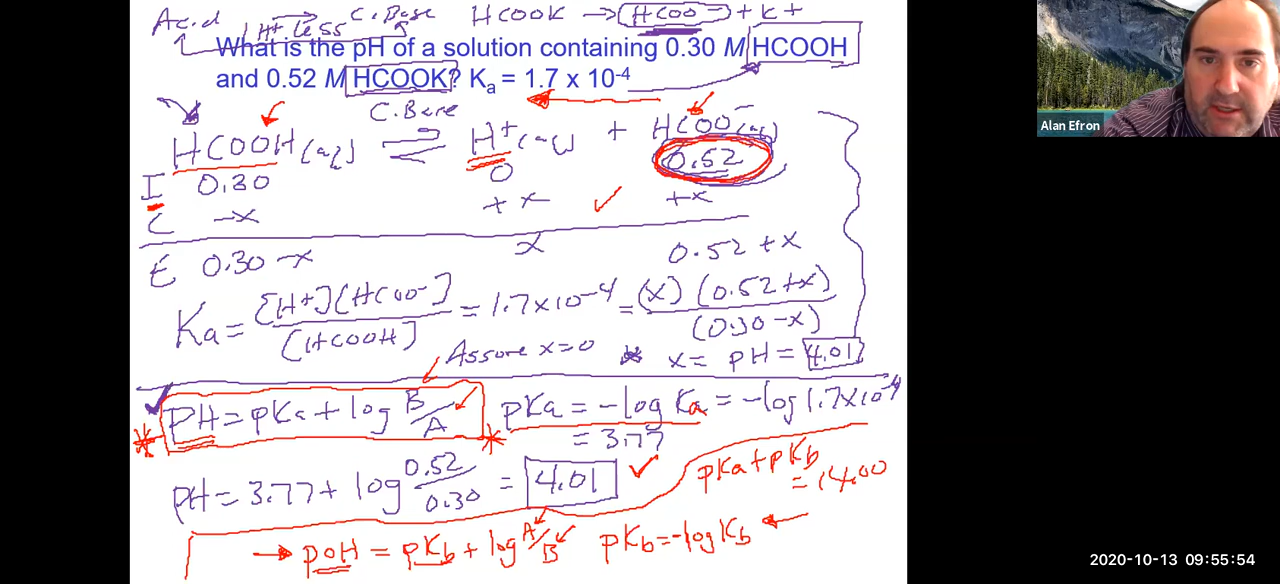 Acid C. Base HCOOK → HCOO⁻ + K+
1H+ less
What is the pH of a solution containing 0.30 M HCOOH
and 0.52 M HCOOK? Kₐ = 1.7 x 10⁻⁴
C. Base
HCOOH(aq) ⇌ H⁺(aq) + HCOO⁻(aq)
I 0.30 0 0.52
C -x +x +x
E 0.30-x x 0.52+x
Ka = [H+][HCOO-]/[HCOOH] = 1.7x10⁻⁴ = (x)(0.52+x)/(0.30-x)
Assume x=0 * x = pH = 4.01
pH = pKa + log B/A pKa = -log Ka = -log 1.7x10⁻⁴
= 3.77
pH = 3.77 + log 0.52/0.30 = 4.01 pKa + pKb
= 14.00
→ pOH = pKb + log A/B pKb = -log Kb
Alan Efron
2020-10-13 09:55:54